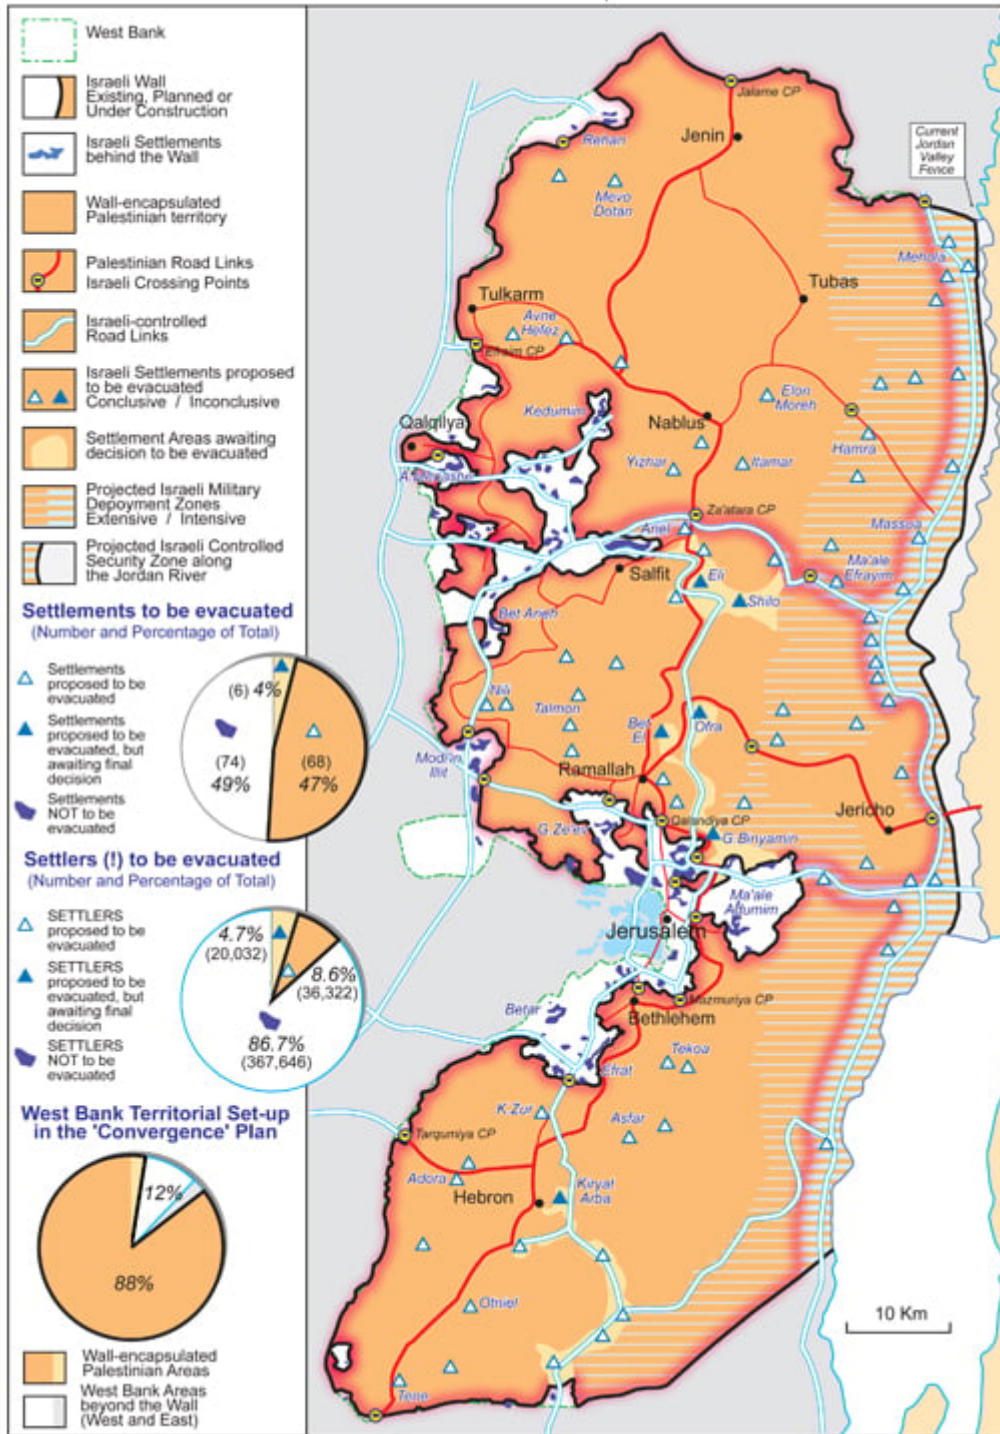 West Bank
Israeli Wall
Existing, Planned or
Under Construction
Israeli Settlements
behind the Wall
Wall-encapsulated
Palestinian territory
Palestinian Road Links
Israeli Crossing Points
Israeli-controlled
Road Links
Israeli Settlements proposed
to be evacuated
Conclusive / Inconclusive
Settlement Areas awaiting
decision to be evacuated
Projected Israeli Military
Depoyment Zones
Extensive / Intensive
Projected Israeli Controlled
Security Zone along
the Jordan River
Settlements to be evacuated
(Number and Percentage of Total)
Settlements
proposed to be
evacuated
Settlements
proposed to be
evacuated, but
awaiting final
decision
Settlements
NOT to be
evacuated
(6) 4%
(74)
49%
(68)
47%
Settlers (!) to be evacuated
(Number and Percentage of Total)
SETTLERS
proposed to be
evacuated
SETTLERS
proposed to be
evacuated, but
awaiting final
decision
SETTLERS
NOT to be
evacuated
4.7%
(20,032)
8.6%
(36,322)
86.7%
(367,646)
West Bank Territorial Set-up
in the 'Convergence' Plan
12%
88%
Wall-encapsulated
Palestinian Areas
West Bank Areas
beyond the Wall
(West and East)
Jalame CP
Jenin
Rehan
Current
Jordan
Valley
Fence
Mevo
Dotan
Mehola
Tubas
Tulkarm
Avne
Hefez
Efraim CP
Elon
Moreh
Kedumim
Nablus
Qalqilya
Hamra
Yizhar
Itamar
Za'atara CP
Massoa
Ariel
Ma'ale
Efrayim
Salfit
Eli
Shilo
Bet Arieh
Nili
Talmon
Bet
El
Ofra
Modi'in
Illit
Ramallah
Jericho
Qalandiya CP
G.Ze'ev
G.Binyamin
Ma'ale
Adumim
Jerusalem
Mazmuriya CP
Betar
Bethlehem
Tekoa
Efrat
K.Zur
Asfar
Tarqumiya CP
Adora
Hebron
Kiryat
Arba
Otniel
Tene
10 Km